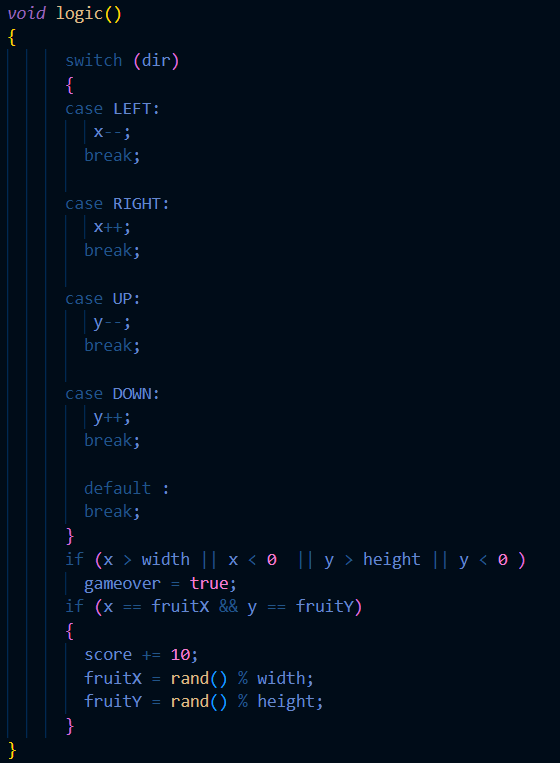 void logic()
{
switch (dir)
{
case LEFT:
x--;
break;
case RIGHT:
x++;
break;
case UP:
y--;
break;
case DOWN:
y++;
break;
default :
break;
}
if (x > width || x < 0  || y > height || y < 0 )
gameover = true;
if (x == fruitX && y == fruitY)
{
score += 10;
fruitX = rand() % width;
fruitY = rand() % height;
}
}